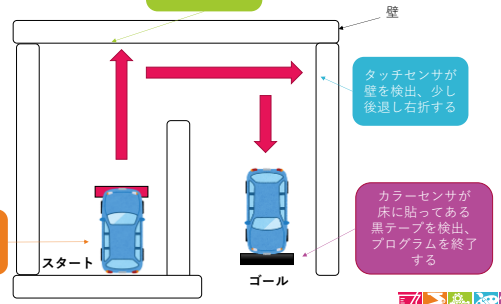 壁
タッチセンサが
壁を検出、少し
後退し右折する
カラーセンサが
床に貼ってある
黒テープを検出、
プログラムを終了
する
スタート
ゴール